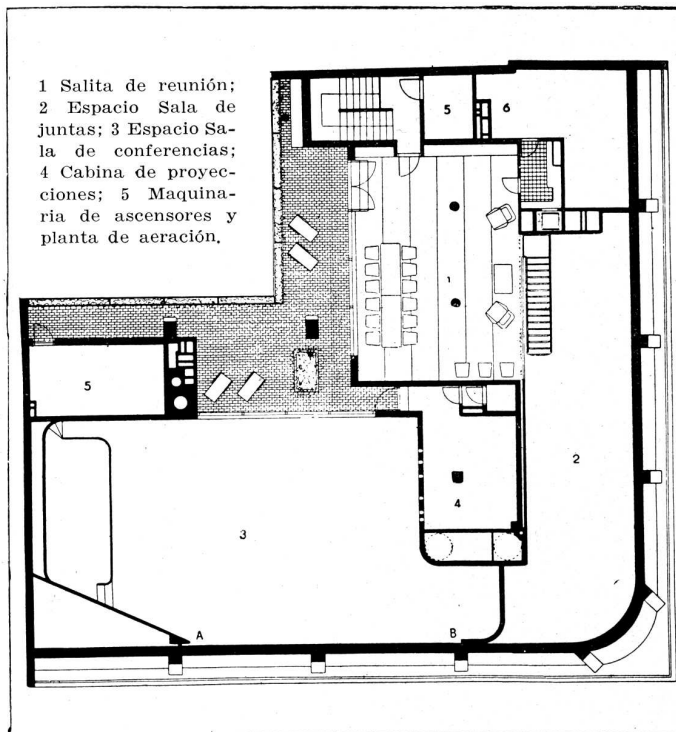 1 Salita de reunión;
2 Espacio Sala de
juntas; 3 Espacio Sa-
la de conferencias;
4 Cabina de proyec-
ciones; 5 Maquina-
ria de ascensores y
planta de aeración.
5
6
1
5
2
4
3
A
B